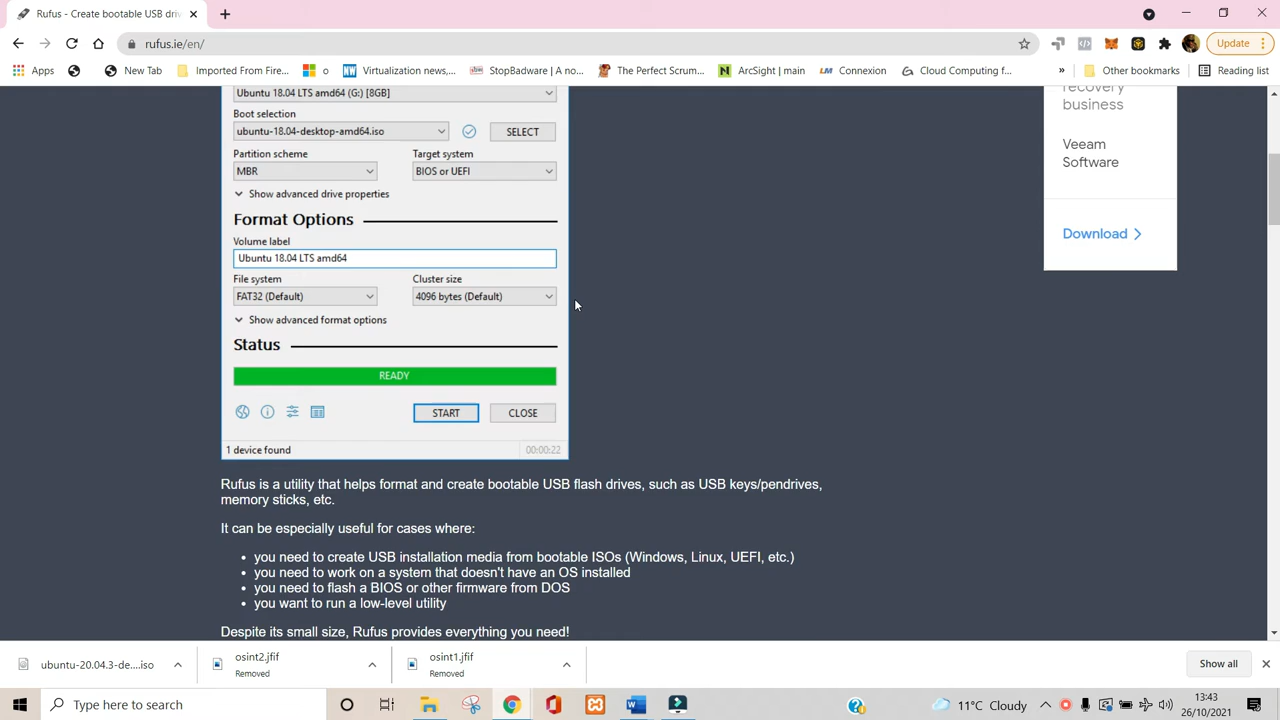 Rufus - Create bootable USB driv
rufus.ie/en/
Update
Apps
New Tab
Imported From Fire...
o
Virtualization news,...
StopBadware | A no...
The Perfect Scrum...
ArcSight | main
Connexion
Cloud Computing f...
»
Other bookmarks
Reading list
Ubuntu 18.04 LTS amd64 (G:) [8GB]
Boot selection
ubuntu-18.04-desktop-amd64.iso
SELECT
Partition scheme
Target system
MBR
BIOS or UEFI
Show advanced drive properties
Format Options
Volume label
Ubuntu 18.04 LTS amd64
File system
Cluster size
FAT32 (Default)
4096 bytes (Default)
Show advanced format options
Status
READY
START
CLOSE
1 device found
00:00:22
recovery
business
Veeam
Software
Download
Rufus is a utility that helps format and create bootable USB flash drives, such as USB keys/pendrives,
memory sticks, etc.
It can be especially useful for cases where:
• you need to create USB installation media from bootable ISOs (Windows, Linux, UEFI, etc.)
• you need to work on a system that doesn't have an OS installed
• you need to flash a BIOS or other firmware from DOS
• you want to run a low-level utility
Despite its small size, Rufus provides everything you need!
ubuntu-20.04.3-de....iso
osint2.jfif
Removed
osint1.jfif
Removed
Show all
Type here to search
11°C Cloudy
13:43
26/10/2021